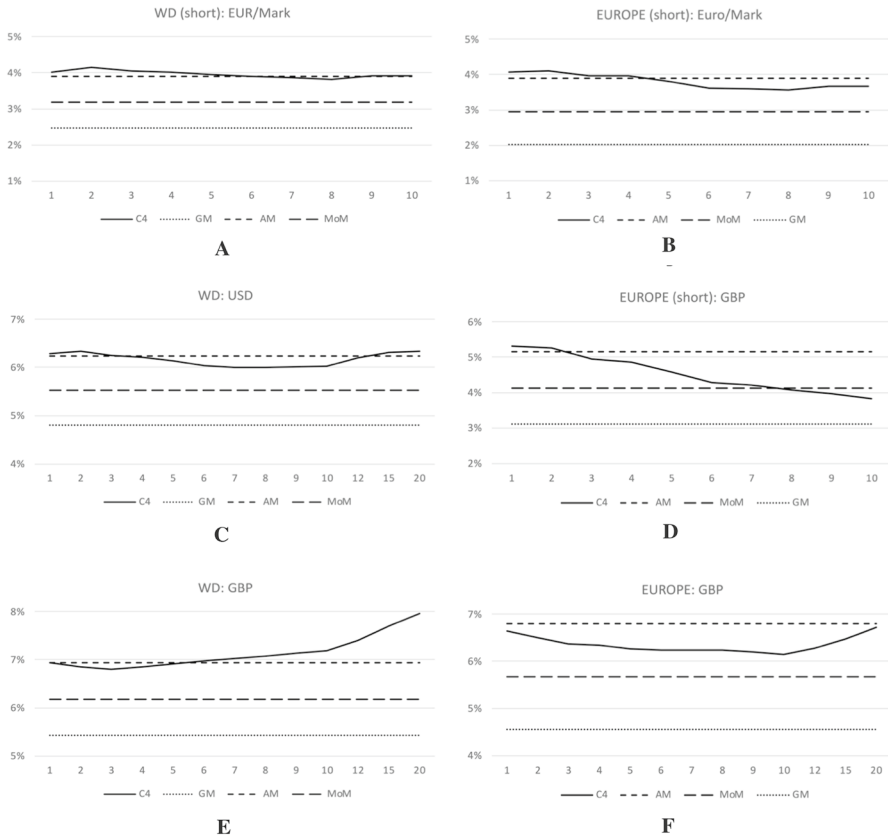 WD (short): EUR/Mark
5%
4%
3%
2%
1%
1 2 3 4 5 6 7 8 9 10
C4 GM AM MoM
A
EUROPE (short): Euro/Mark
5%
4%
3%
2%
1%
1 2 3 4 5 6 7 8 9 10
C4 AM MoM GM
B
WD: USD
7%
6%
5%
4%
1 2 3 4 5 6 7 8 9 10 12 15 20
C4 GM AM MoM
C
EUROPE (short): GBP
6%
5%
4%
3%
2%
1 2 3 4 5 6 7 8 9 10
C4 AM MoM GM
D
WD: GBP
8%
7%
6%
5%
1 2 3 4 5 6 7 8 9 10 12 15 20
C4 GM AM MoM
E
EUROPE: GBP
7%
6%
5%
4%
1 2 3 4 5 6 7 8 9 10 12 15 20
C4 AM MoM GM
F